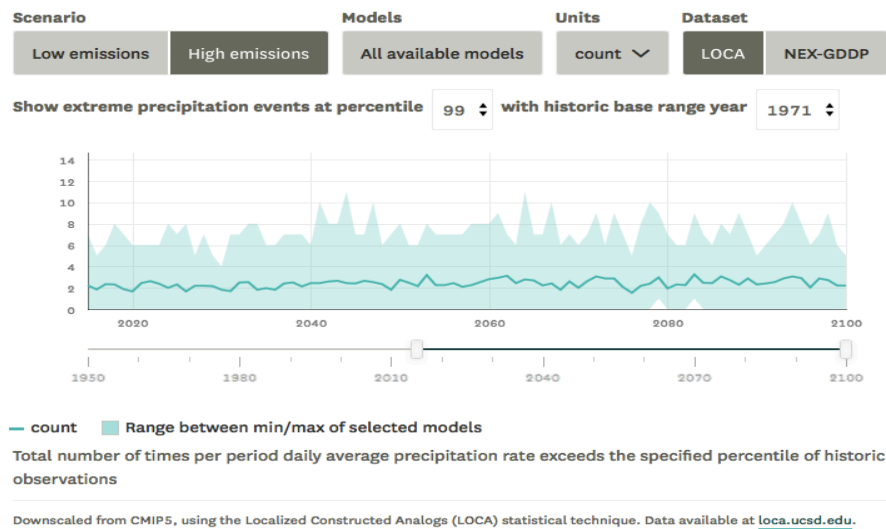 Scenario Models Units Dataset
Low emissions High emissions All available models count LOCA NEX-GDDP
Show extreme precipitation events at percentile 99 with historic base range year 1971
14
12
10
8
6
4
2
0
2020 2040 2060 2080 2100
1950 1980 2010 2040 2070 2100
count Range between min/max of selected models
Total number of times per period daily average precipitation rate exceeds the specified percentile of historic
observations
Downscaled from CMIP5, using the Localized Constructed Analogs (LOCA) statistical technique. Data available at loca.ucsd.edu.